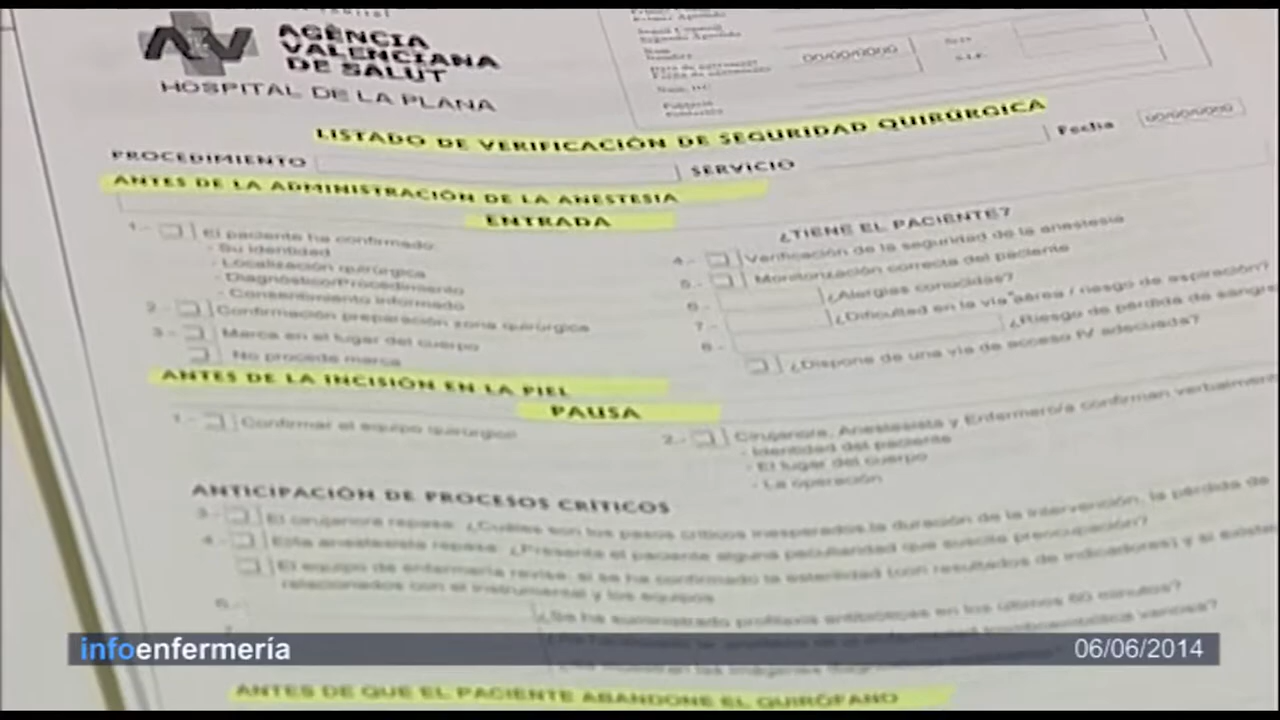 AGÈNCIA
VALENCIANA
DE SALUT
HOSPITAL DE LA PLANA
00/00/0000
LISTADO DE VERIFICACIÓN DE SEGURIDAD QUIRÚRGICA
Fecha 00/00/0000
PROCEDIMIENTO
SERVICIO
ANTES DE LA ADMINISTRACIÓN DE LA ANESTESIA
ENTRADA
1.- El paciente ha confirmado:
- Su identidad
- Localización quirúrgica
- Diagnóstico/Procedimiento
- Consentimiento informado
2.- Confirmación preparación zona quirúrgica
3.- Marca en el lugar del cuerpo
No procede marca
¿TIENE EL PACIENTE?
4.- Verificación de la seguridad de la anestesia
5.- Monitorización correcta del paciente
6.- ¿Alergias conocidas?
7.- ¿Dificultad en la vía aérea / riesgo de aspiración?
8.- ¿Riesgo de pérdida de sangre
¿Dispone de una vía de acceso IV adecuada?
ANTES DE LA INCISIÓN EN LA PIEL
PAUSA
1.- Confirmar el equipo quirúrgico
2.- Cirujano/a, Anestesista y Enfermero/a confirman verbalmente
- Identidad del paciente
- El lugar del cuerpo
- La operación
ANTICIPACIÓN DE PROCESOS CRÍTICOS
3.- El cirujano/a repasa: ¿Cuáles son los pasos críticos inesperados la duración de la intervención, la pérdida de
4.- El/la anestesista repasa: ¿Presenta el paciente alguna peculiaridad que suscite preocupación?
El equipo de enfermería revisa: si se ha confirmado la esterilidad (con resultados de indicadores) y si existen
relacionados con el instrumental y los equipos
6.- ¿Se ha suministrado profilaxis antibióticas en los últimos 60 minutos?
infoenfermería
06/06/2014
ANTES DE QUE EL PACIENTE ABANDONE EL QUIRÓFANO